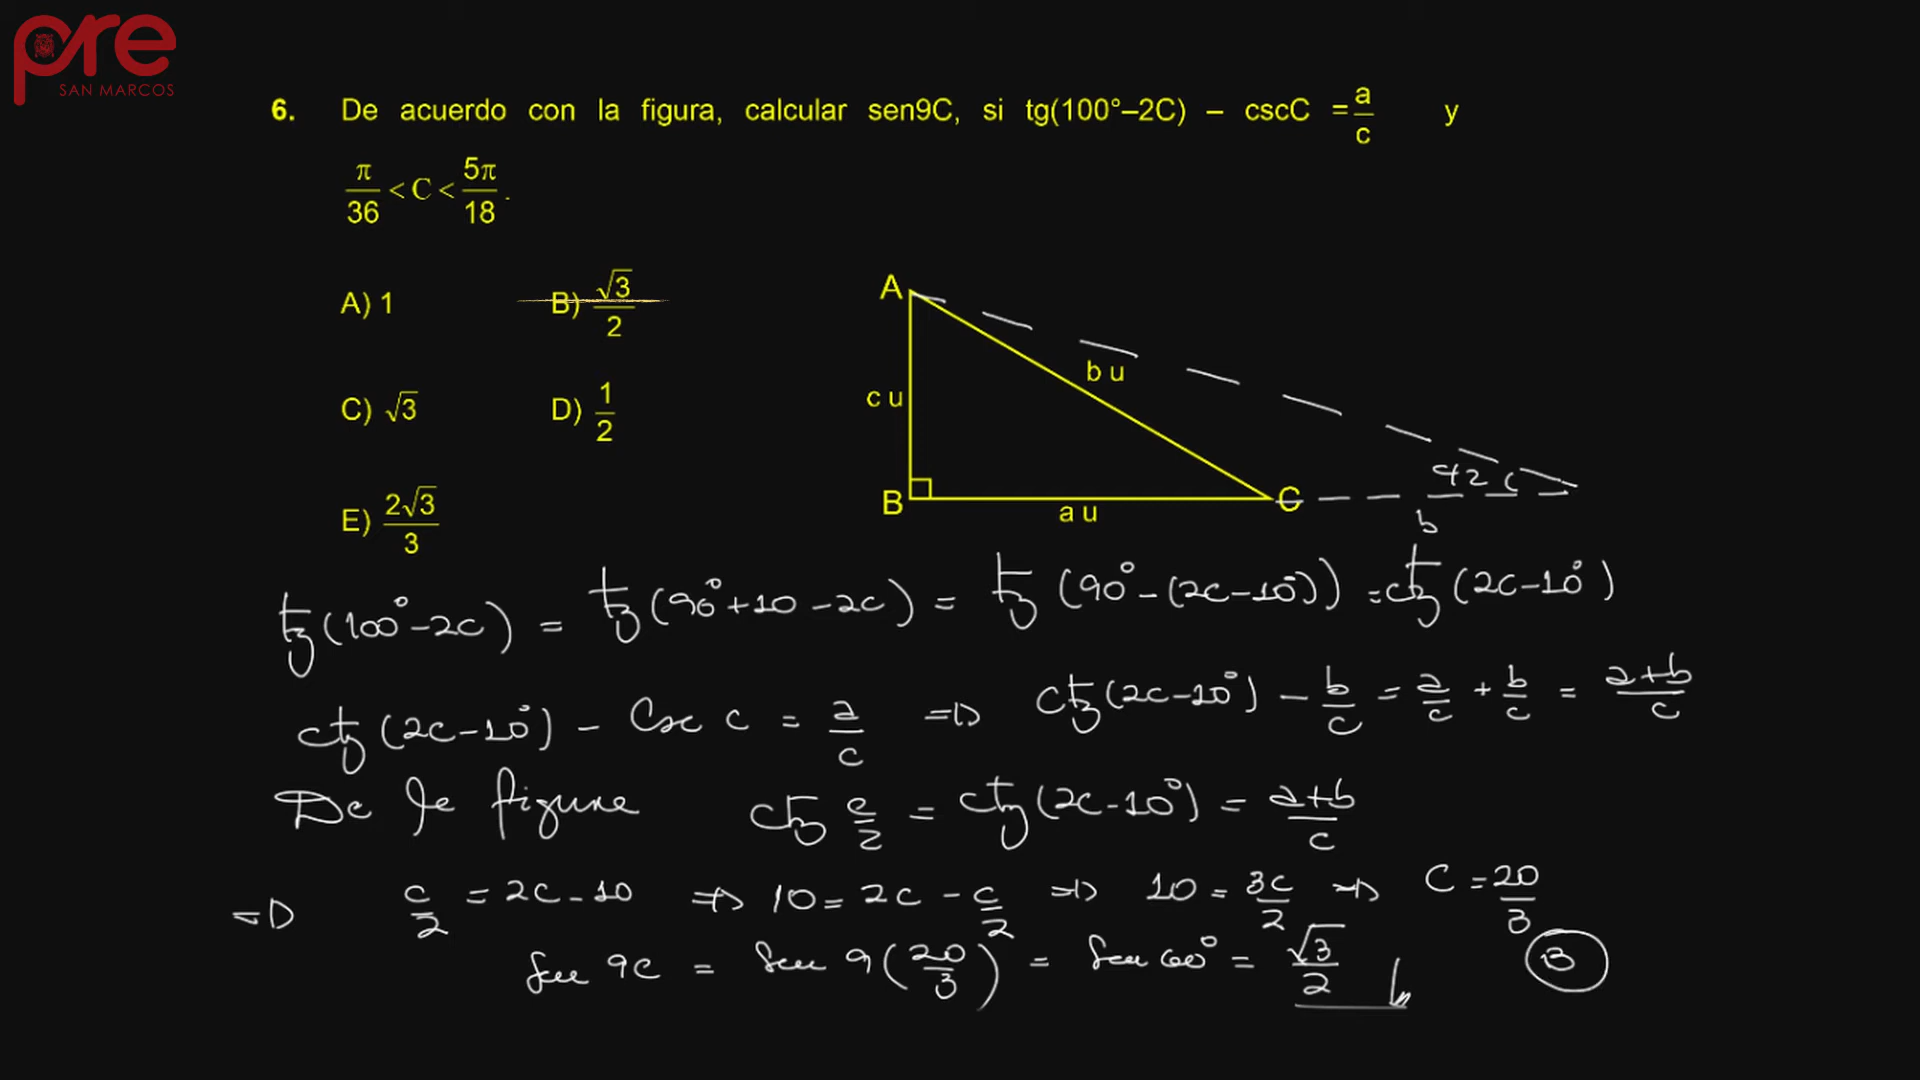 pre
SAN MARCOS
6. De acuerdo con la figura, calcular sen9C, si tg(100°–2C) – cscC = a/c y
π/36 < C < 5π/18.
A) 1 B) √3/2
C) √3 D) 1/2
E) 2√3/3
A
b u
c u
B
a u
C
b
tg(100°-2C) = tg(90°+10-2C) = tg(90°-(2C-10°)) = ctg(2C-10°)
ctg(2C-10°) - Csc C = a/c => ctg(2C-10°) - b/c = a/c + b/c = a+b/c
De la figura ctg c/2 = ctg(2C-10°) = a+b/c
=> c/2 = 2C-10 => 10 = 2C - c/2 => 10 = 3C/2 => C = 20/3
Sen 9C = Sen 9(20/3) = Sen 60° = √3/2 B